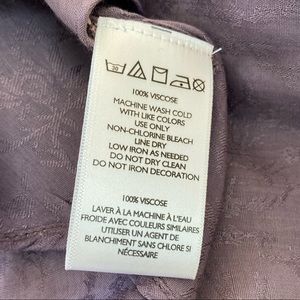 30
100% VISCOSE
MACHINE WASH COLD
WITH LIKE COLORS
USE ONLY
NON-CHLORINE BLEACH
LINE DRY
LOW IRON AS NEEDED
DO NOT DRY CLEAN
DO NOT IRON DECORATION
100% VISCOSE
LAVER À LA MACHINE À L'EAU
FROIDE AVEC COULEURS SIMILAIRES
UTILISER UN AGENT DE
BLANCHIMENT SANS CHLORE SI
NÉCESSAIRE